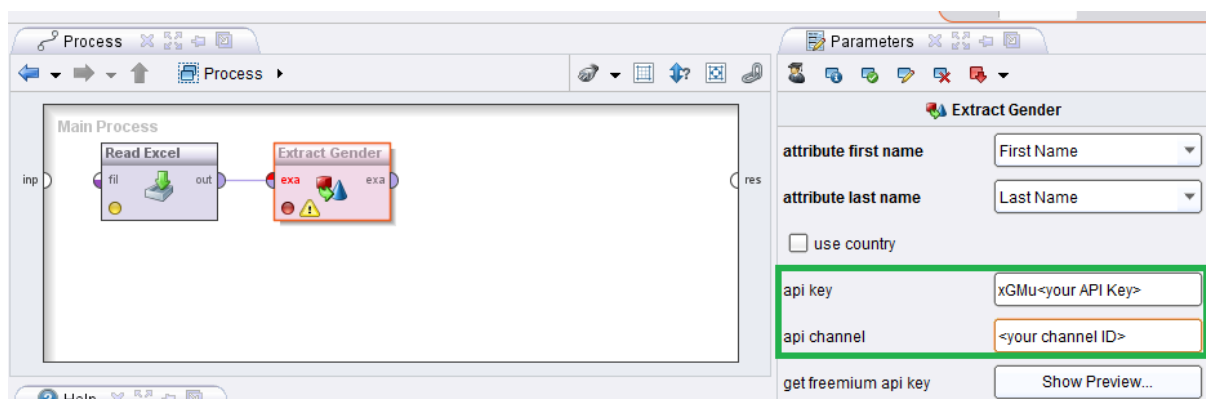 Process
Process
Main Process
Read Excel
Extract Gender
inp
fil
out
exa
exa
res
Help
Parameters
Extract Gender
attribute first name
First Name
attribute last name
Last Name
use country
api key
xGMu<your API Key>
api channel
<your channel ID>
get freemium api key
Show Preview...